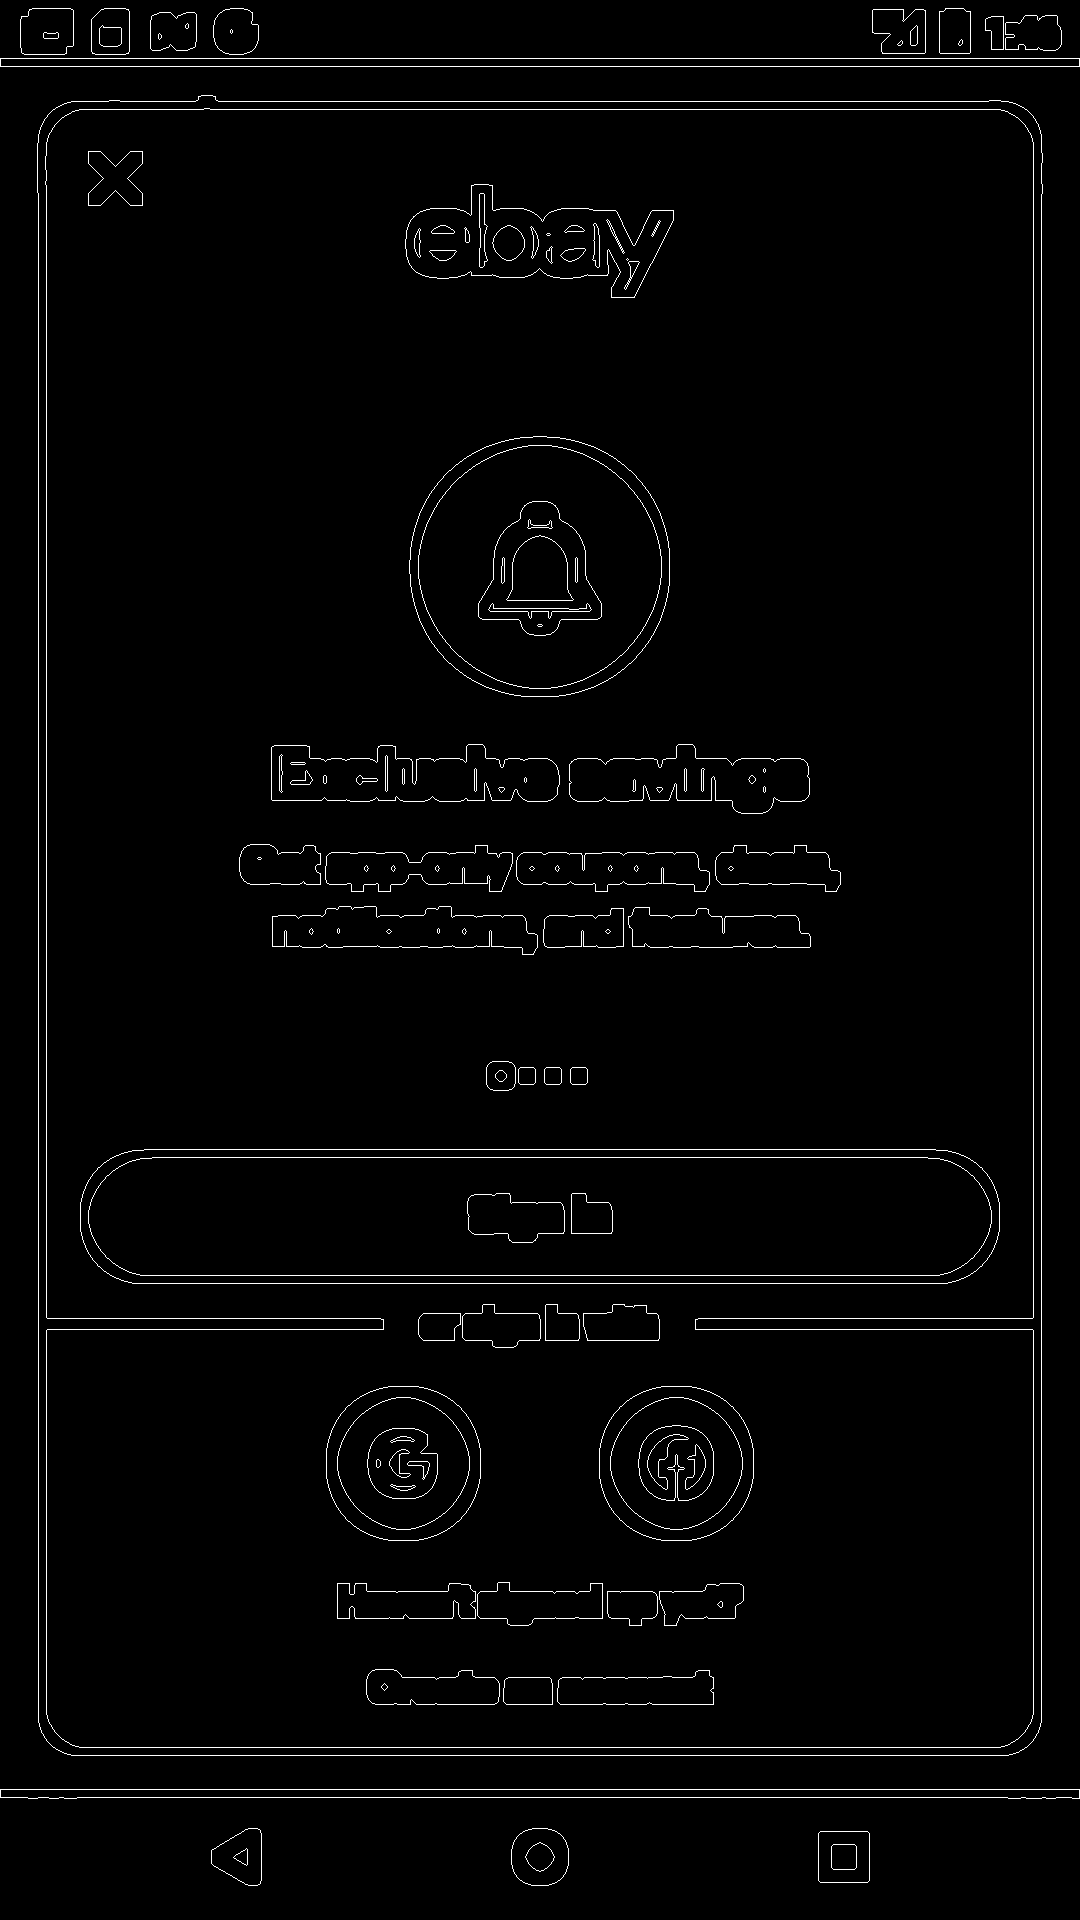 ebay
Exclusive savings
Get app-only coupons, deals,
notifications, and features.
Sign in
or sign in with
Haven't signed up yet?
Create an account